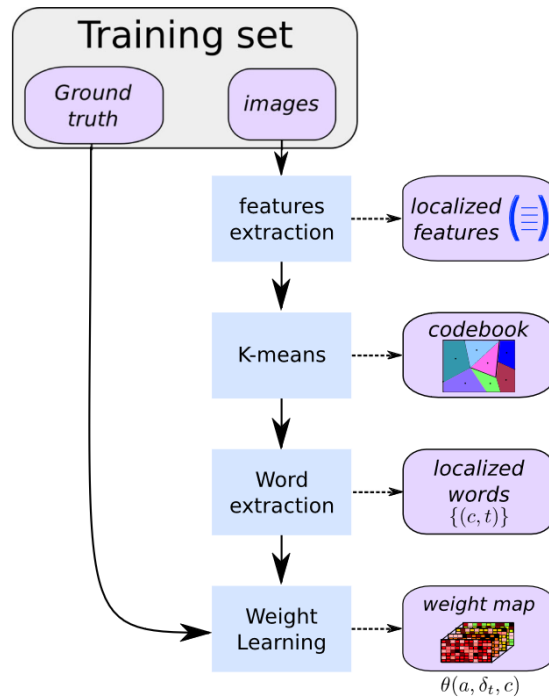 Training set
Ground
truth
images
features
extraction
localized
features
K-means
codebook
Word
extraction
localized
words
{(c, t)}
Weight
Learning
weight map
θ(a, δₜ, c)